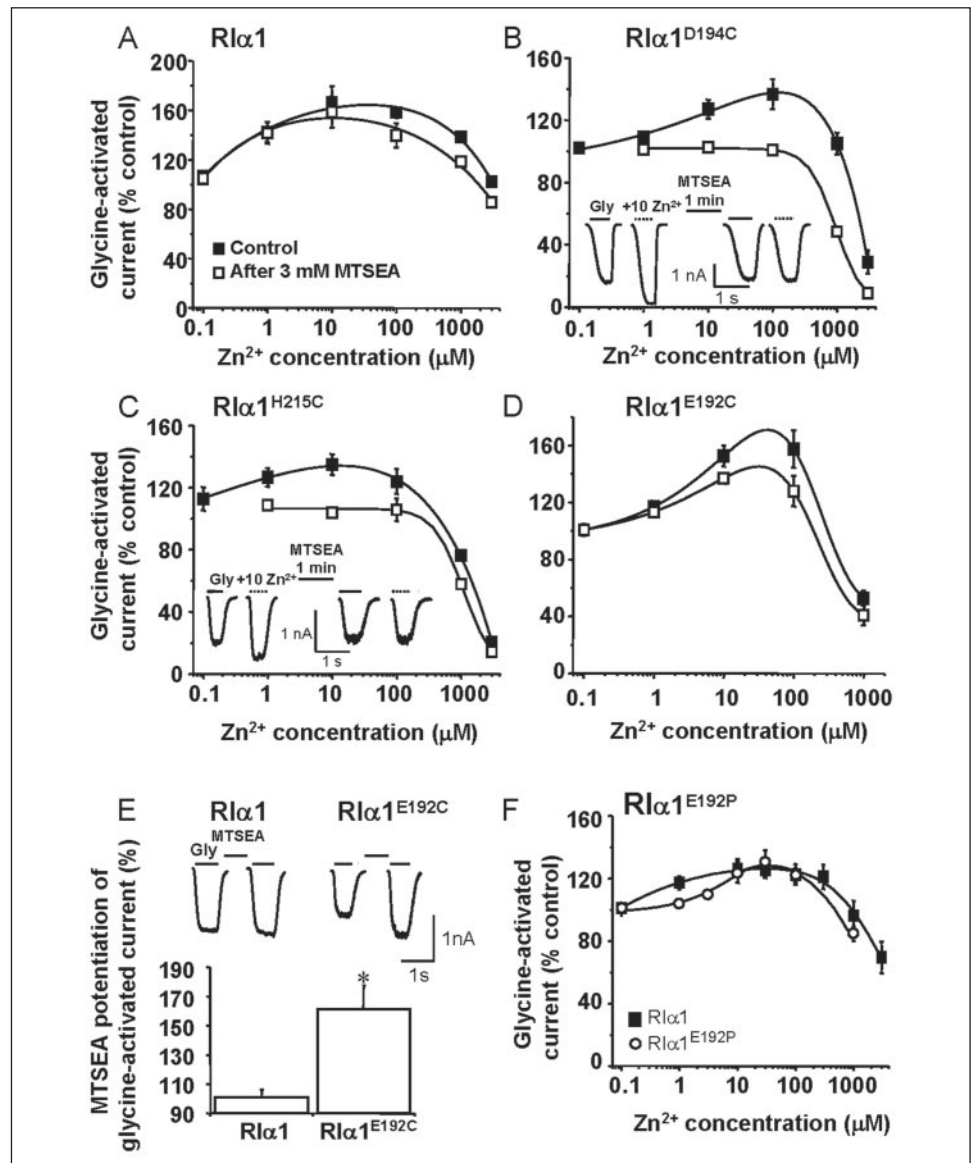 A RIα1
200
160
120
80
40
0
Glycine-activated
current (% control)
Control
After 3 mM MTSEA
0.1 1 10 100 1000
Zn²⁺ concentration (μM)
B RIα1ᴰ¹⁹⁴ᶜ
160
120
80
40
0
MTSEA
1 min
Gly +10 Zn²⁺
1 nA
1 s
0.1 1 10 100 1000
Zn²⁺ concentration (μM)
C RIα1ᴴ²¹⁵ᶜ
160
120
80
40
0
Glycine-activated
current (% control)
MTSEA
1 min
Gly +10 Zn²⁺
1 nA
1 s
0.1 1 10 100 1000
Zn²⁺ concentration (μM)
D RIα1ᴱ¹⁹²ᶜ
160
120
80
40
0
0.1 1 10 100 1000
Zn²⁺ concentration (μM)
E RIα1 RIα1ᴱ¹⁹²ᶜ
MTSEA
Gly
1nA
1s
MTSEA potentiation of
glycine-activated current (%)
190
170
150
130
110
90
*
RIα1 RIα1ᴱ¹⁹²ᶜ
F RIα1ᴱ¹⁹²ᴾ
160
120
80
40
0
Glycine-activated
current (% control)
RIα1
RIα1ᴱ¹⁹²ᴾ
0.1 1 10 100 1000
Zn²⁺ concentration (μM)